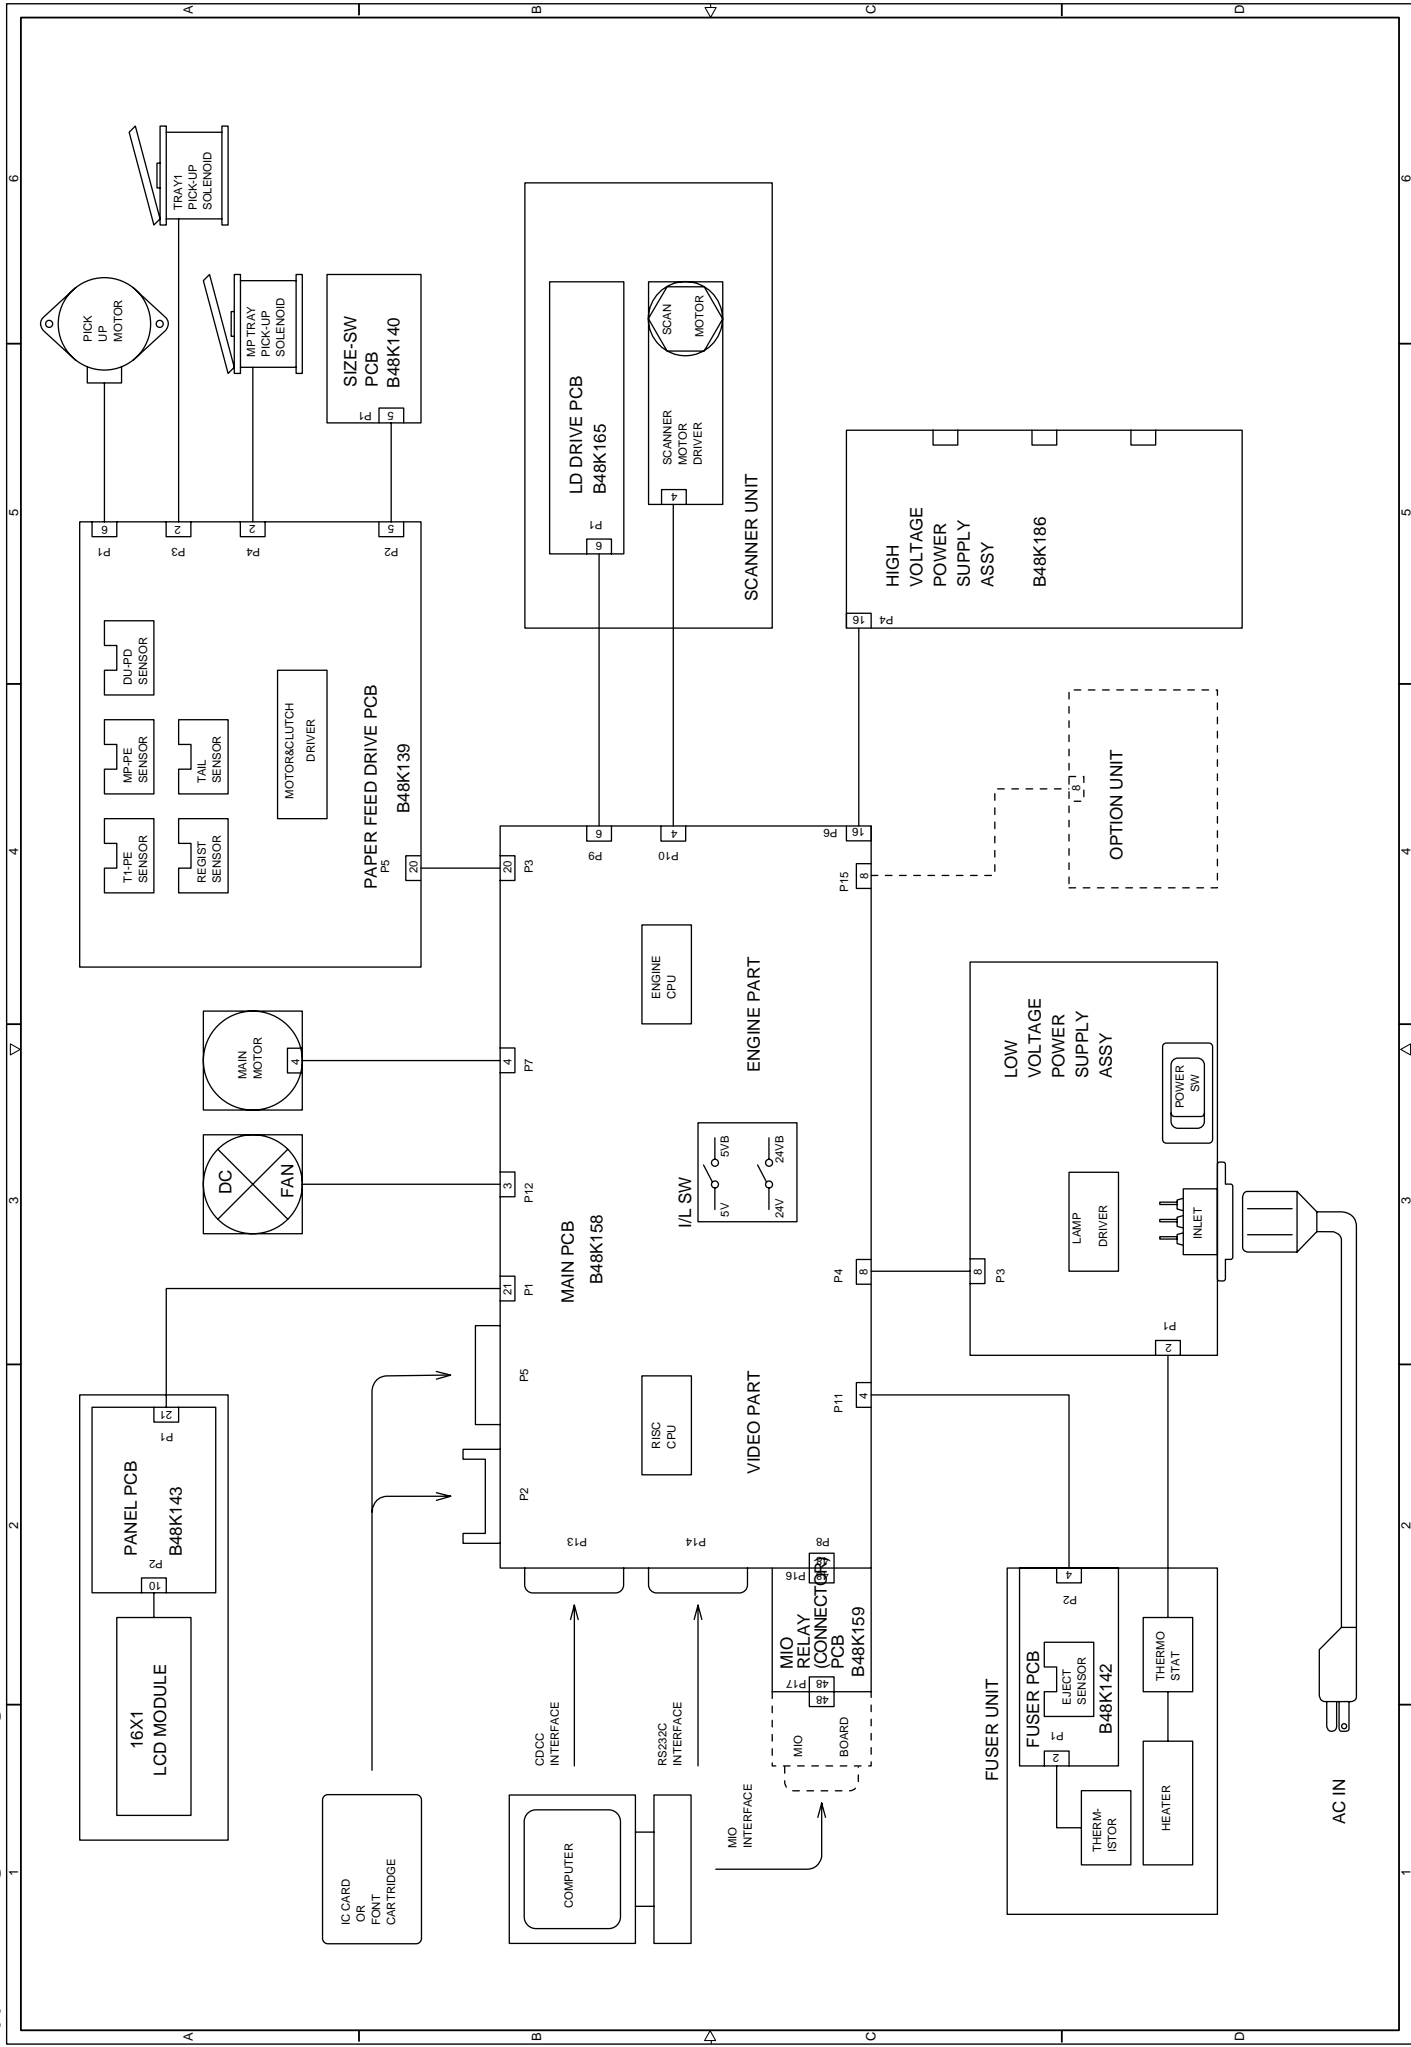 1
2
3
4
5
6
A
B
C
D
16X1
LCD MODULE
10
P2
PANEL PCB
B48K143
P1
21
DC
FAN
MAIN
MOTOR
4
T1-PE
SENSOR
MP-PE
SENSOR
DU-PD
SENSOR
REGIST
SENSOR
TAIL
SENSOR
MOTOR&CLUTCH
DRIVER
PAPER FEED DRIVE PCB
B48K139
P5
20
P1
6
P3
2
P4
2
P2
5
PICK
UP
MOTOR
TRAY1
PICK-UP
SOLENOID
MP TRAY
PICK-UP
SOLENOID
SIZE-SW
PCB
B48K140
P1
5
IC CARD
OR
FONT
CARTRIDGE
COMPUTER
CDCC
INTERFACE
RS232C
INTERFACE
MIO
INTERFACE
P2
P5
21
P1
3
P12
4
P7
20
P3
P13
P14
P8
MAIN PCB
B48K158
I/L SW
5V
5VB
24V
24VB
RISC
CPU
VIDEO PART
ENGINE
CPU
ENGINE PART
P9
6
P10
4
P6
16
P15
8
P4
8
P11
4
MIO
RELAY
(CONNECTOR)
PCB
B48K159
P16
48
P17
48
48
MIO
BOARD
LD DRIVE PCB
B48K165
P1
6
SCANNER
MOTOR
DRIVER
4
SCAN
MOTOR
SCANNER UNIT
HIGH
VOLTAGE
POWER
SUPPLY
ASSY
B48K186
16
P4
OPTION UNIT
8
LOW
VOLTAGE
POWER
SUPPLY
ASSY
8
P3
LAMP
DRIVER
POWER
SW
INLET
P1
2
FUSER UNIT
FUSER PCB
EJECT
SENSOR
B48K142
P1
2
P2
4
THERM-
ISTOR
HEATER
THERMO
STAT
AC IN
A
B
C
D
1
2
3
4
5
6